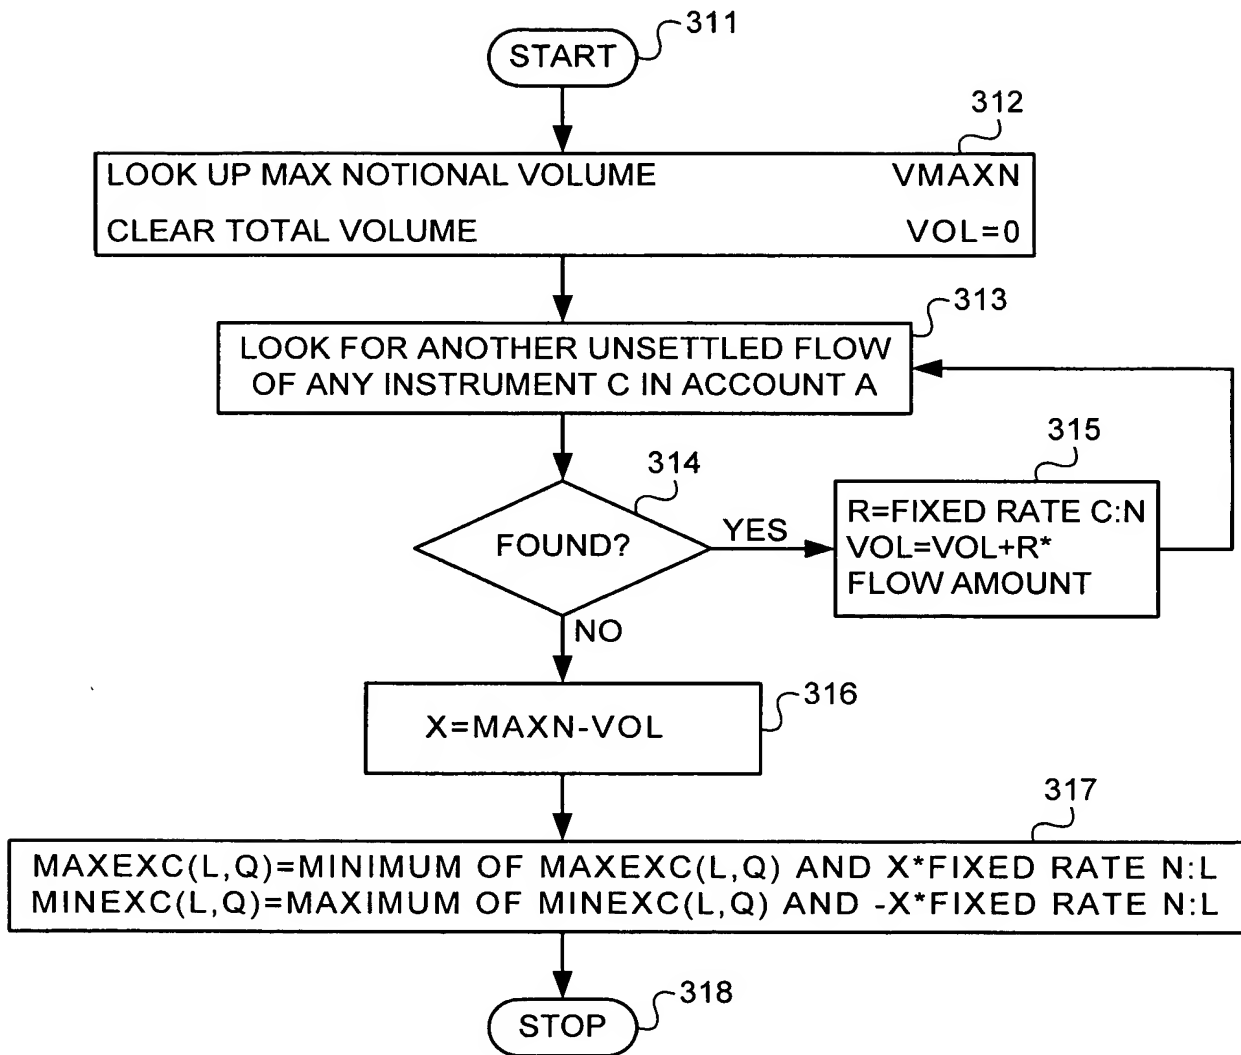 311
START
312
LOOK UP MAX NOTIONAL VOLUME VMAXN
CLEAR TOTAL VOLUME VOL=0
313
LOOK FOR ANOTHER UNSETTLED FLOW
OF ANY INSTRUMENT C IN ACCOUNT A
314
FOUND?
YES
315
R=FIXED RATE C:N
VOL=VOL+R*
FLOW AMOUNT
NO
316
X=MAXN-VOL
317
MAXEXC(L,Q)=MINIMUM OF MAXEXC(L,Q) AND X*FIXED RATE N:L
MINEXC(L,Q)=MAXIMUM OF MINEXC(L,Q) AND -X*FIXED RATE N:L
318
STOP